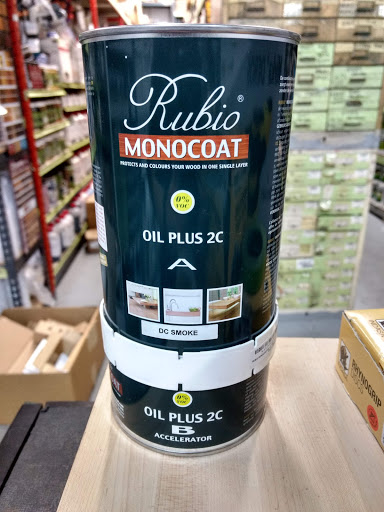 Rubio®
MONOCOAT
PROTECTS AND COLOURS YOUR WOOD IN ONE SINGLE LAYER
0%
VOC
OIL PLUS 2C
A
DC SMOKE
0%
VOC
OIL PLUS 2C
B
ACCELERATOR
RHYNOGRIP